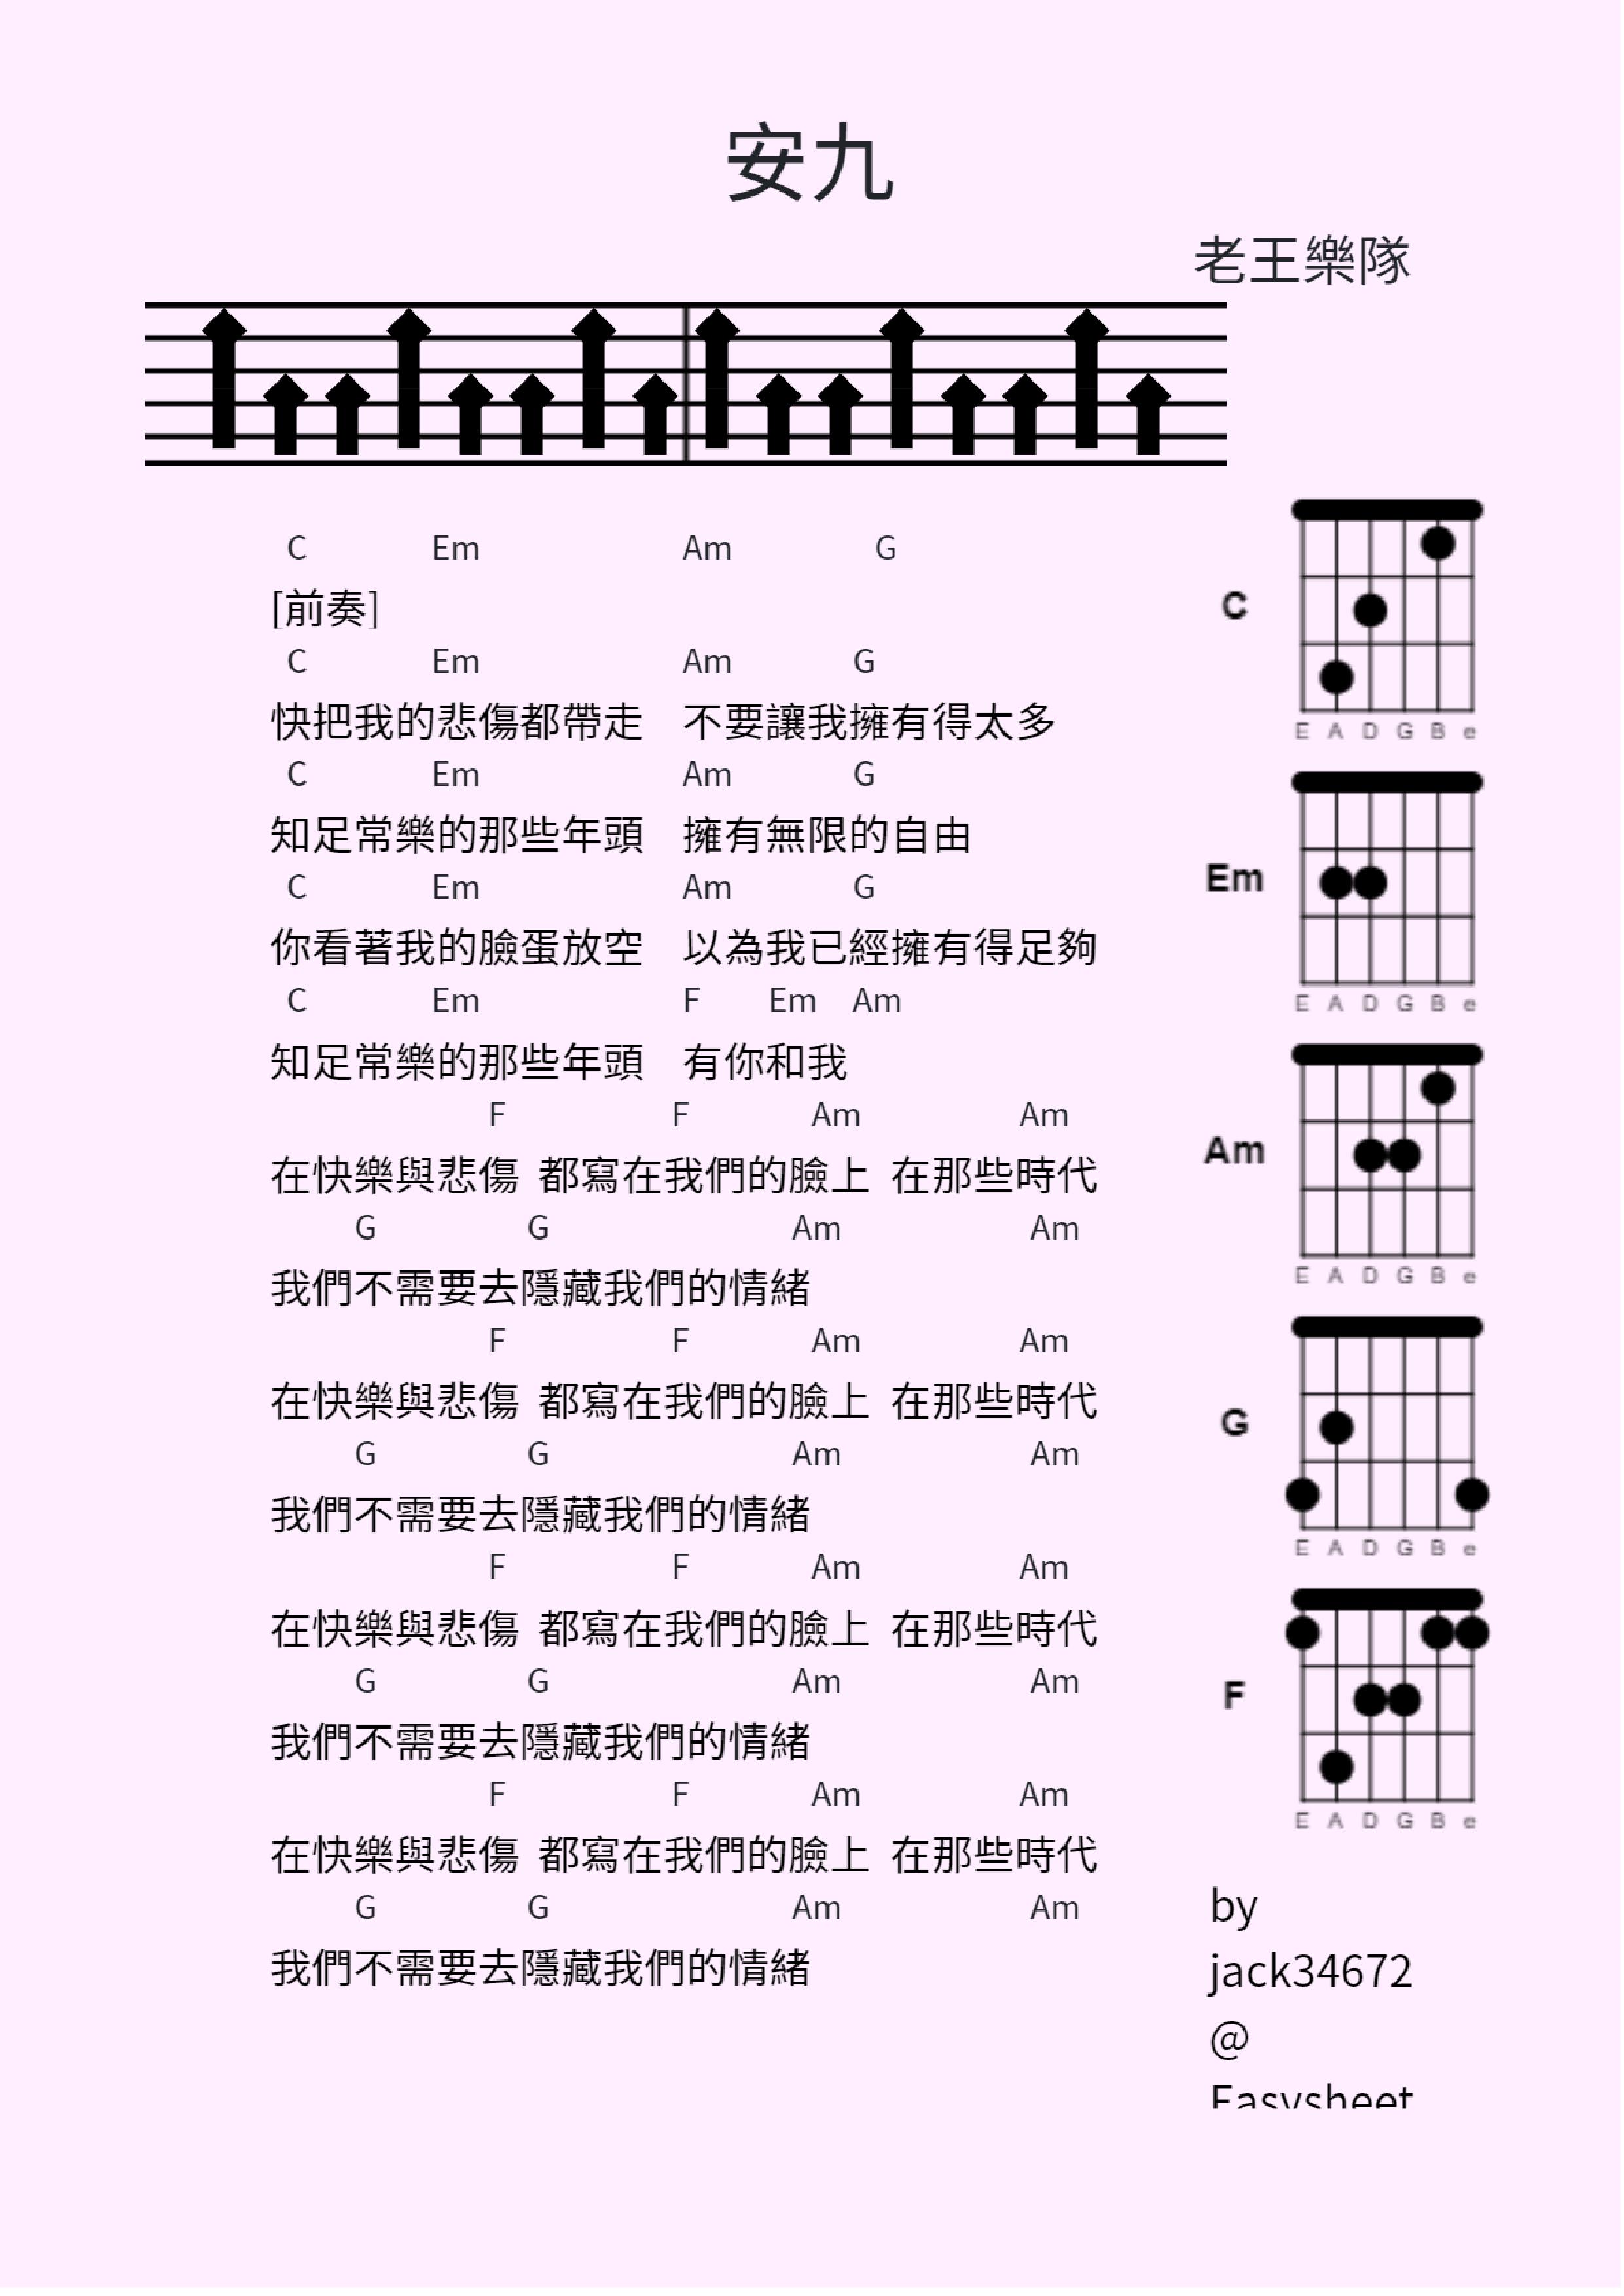 安九
老王樂隊
C Em Am G
[前奏]
C Em Am G
快把我的悲傷都帶走 不要讓我擁有得太多
C Em Am G
知足常樂的那些年頭 擁有無限的自由
C Em Am G
你看著我的臉蛋放空 以為我已經擁有得足夠
C Em F Em Am
知足常樂的那些年頭 有你和我
F F Am Am
在快樂與悲傷 都寫在我們的臉上 在那些時代
G G Am Am
我們不需要去隱藏我們的情緒
F F Am Am
在快樂與悲傷 都寫在我們的臉上 在那些時代
G G Am Am
我們不需要去隱藏我們的情緒
F F Am Am
在快樂與悲傷 都寫在我們的臉上 在那些時代
G G Am Am
我們不需要去隱藏我們的情緒
F F Am Am
在快樂與悲傷 都寫在我們的臉上 在那些時代
G G Am Am
我們不需要去隱藏我們的情緒
C
E A D G B e
Em
E A D G B e
Am
E A D G B e
G
E A D G B e
F
E A D G B e
by
jack34672
@
Easysheet